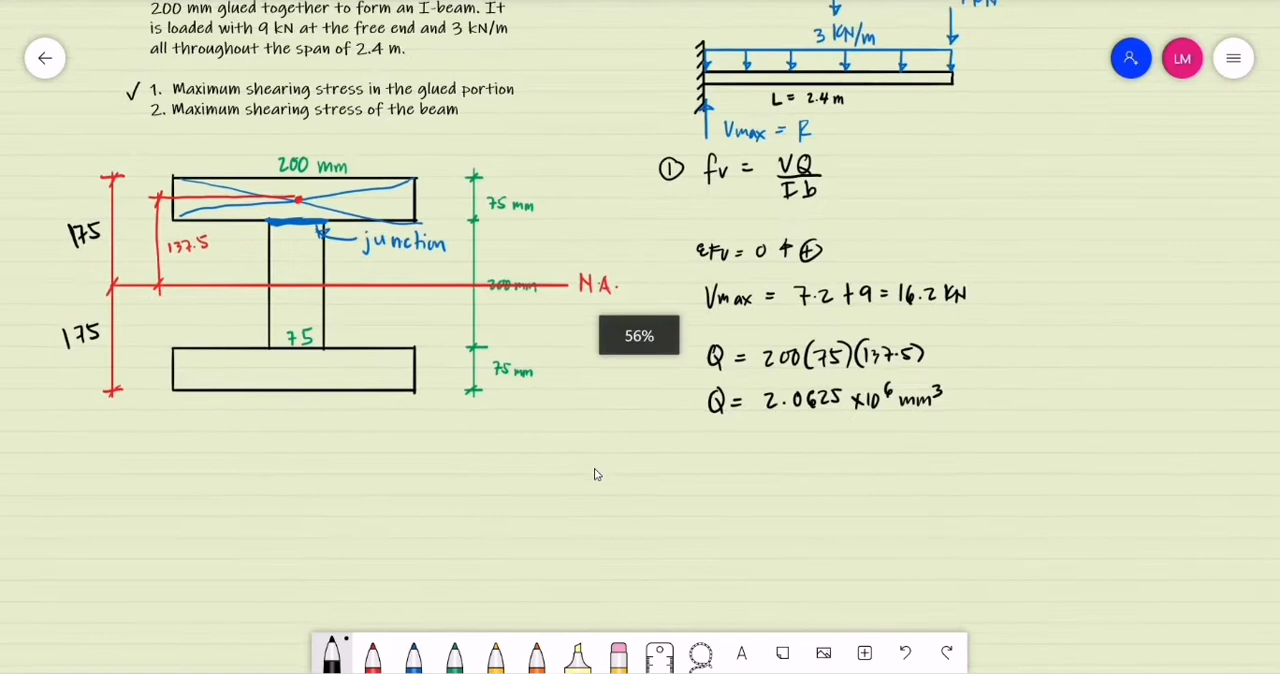 200 mm glued together to form an I-beam. It
is loaded with 9 kN at the free end and 3 kN/m
all throughout the span of 2.4 m.
✓ 1. Maximum shearing stress in the glued portion
2. Maximum shearing stress of the beam
3 KN/m
LM
L = 2.4 m
Vmax = R
200 mm
① fv = VQ
Ib
75 mm
175
137.5
junction
ΣFv = 0 ↑ ⊕
200 mm
N.A.
Vmax = 7.2 + 9 = 16.2 KN
175
75
56%
Q = 200(75)(137.5)
75 mm
Q = 2.0625 ×10⁶ mm³
A